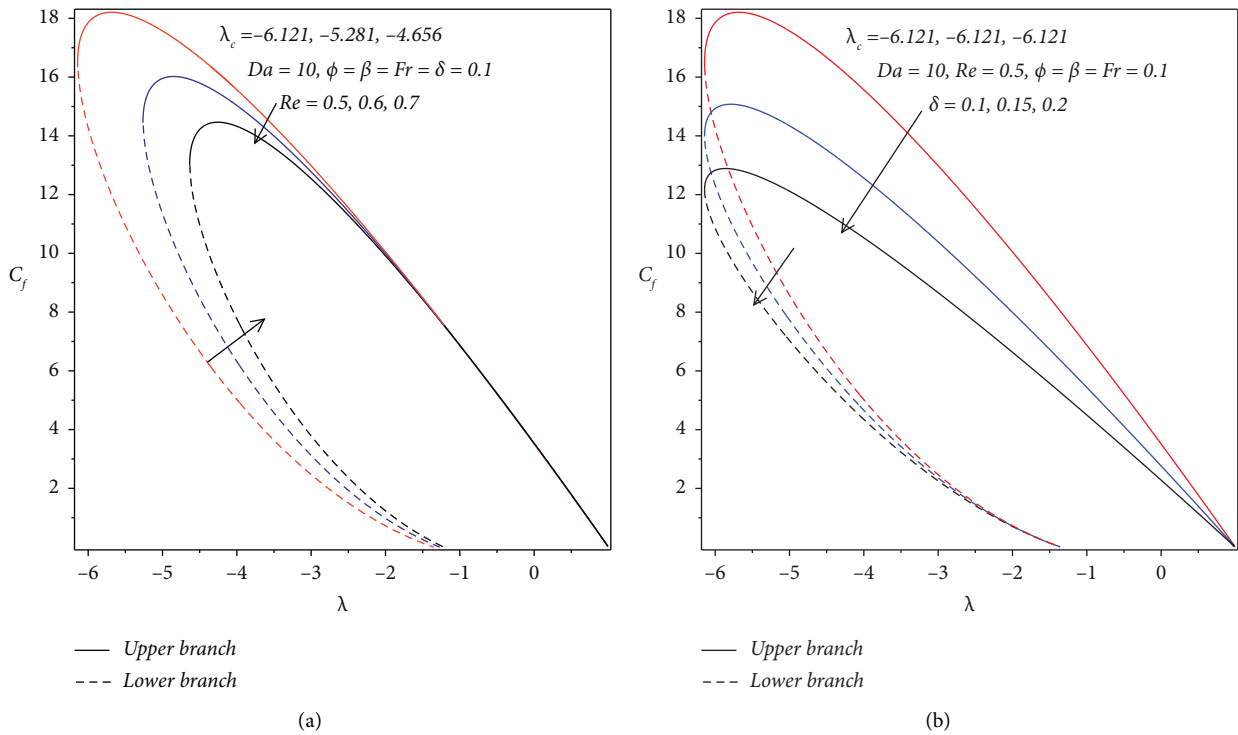 18
16
14
12
10
8
6
4
2
C_f
λ_c =–6.121, –5.281, –4.656
Da = 10, ϕ = β = Fr = δ = 0.1
Re = 0.5, 0.6, 0.7
–6 –5 –4 –3 –2 –1 0
λ
Upper branch
Lower branch
(a)
18
16
14
12
10
8
6
4
2
C_f
λ_c =–6.121, –6.121, –6.121
Da = 10, Re = 0.5, ϕ = β = Fr = 0.1
δ = 0.1, 0.15, 0.2
–6 –5 –4 –3 –2 –1 0
λ
Upper branch
Lower branch
(b)